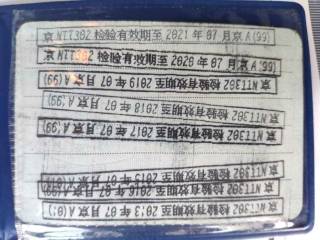 京NTT302 检验有效期至 2021 年 07 月京A(99)
京NTT302 检验有效期至 2020 年 07 月京A(99)
京NTT302 检验有效期至 2019 年 07 月京A(99)
京NTT302 检验有效期至 2018 年 07 月京A(99)
京NTT302 检验有效期至 2017 年 07 月京A
京NTT302 检验有效期至 2015 年 07 月
京NTT302 检验有效期至 2016 年 07 月京A
京NTT302 检验有效期至 2013 年 07 月京A